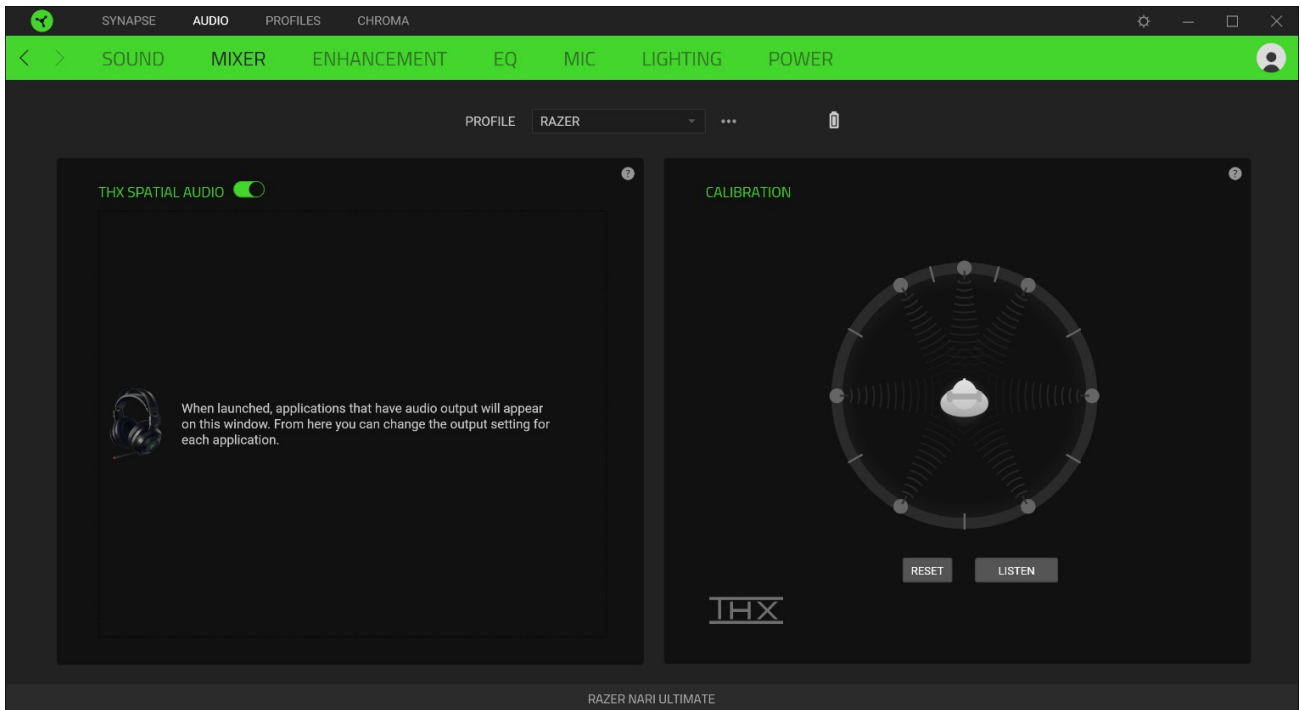 SYNAPSE AUDIO PROFILES CHROMA
SOUND MIXER ENHANCEMENT EQ MIC LIGHTING POWER
PROFILE RAZER
THX SPATIAL AUDIO
When launched, applications that have audio output will appear
on this window. From here you can change the output setting for
each application.
CALIBRATION
RESET LISTEN
THX
RAZER NARI ULTIMATE